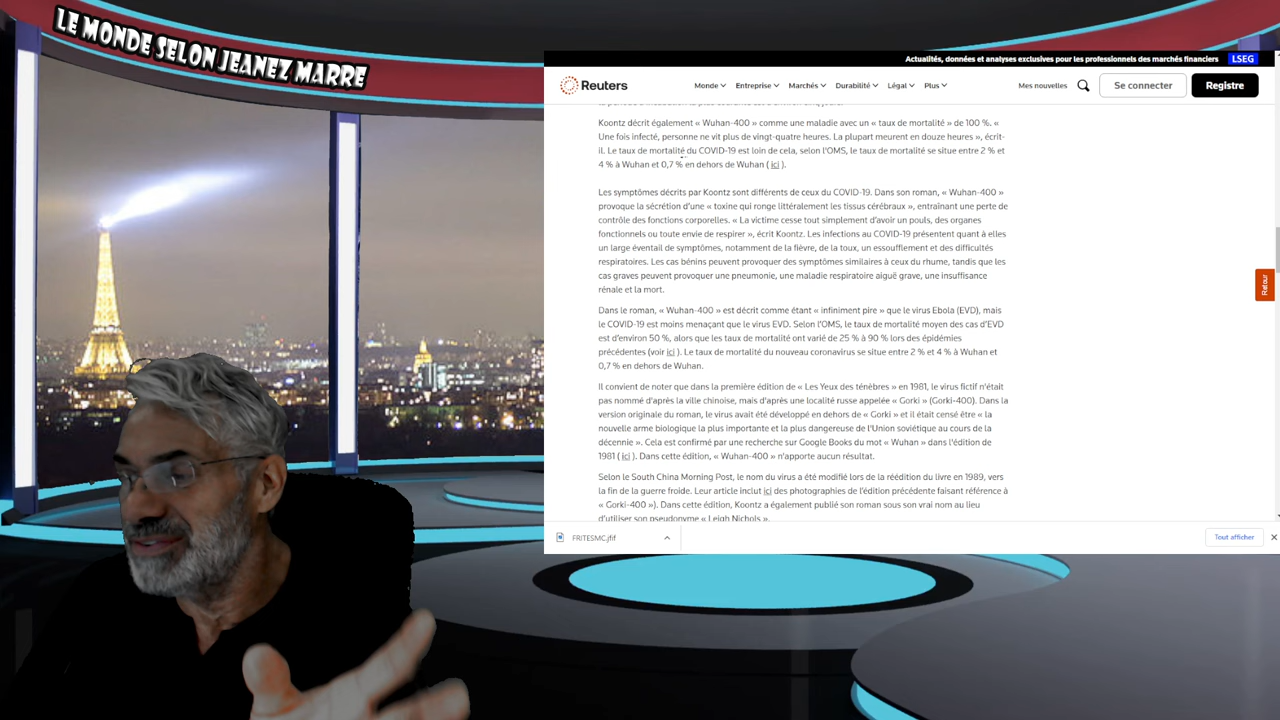 LE MONDE SELON JEANEZ MARRE
Actualités, données et analyses exclusives pour les professionnels des marchés financiers LSEG
Reuters Monde Entreprise Marchés Durabilité Légal Plus Mes nouvelles Se connecter Registre
Koontz décrit également « Wuhan-400 » comme une maladie avec un « taux de mortalité » de 100 %. «
Une fois infecté, personne ne vit plus de vingt-quatre heures. La plupart meurent en douze heures », écrit-
il. Le taux de mortalité du COVID-19 est loin de cela, selon l'OMS, le taux de mortalité se situe entre 2 % et
4 % à Wuhan et 0,7 % en dehors de Wuhan ( ici ).
Les symptômes décrits par Koontz sont différents de ceux du COVID-19. Dans son roman, « Wuhan-400 »
provoque la sécrétion d'une « toxine qui ronge littéralement les tissus cérébraux », entraînant une perte de
contrôle des fonctions corporelles. « La victime cesse tout simplement d'avoir un pouls, des organes
fonctionnels ou toute envie de respirer », écrit Koontz. Les infections au COVID-19 présentent quant à elles
un large éventail de symptômes, notamment de la fièvre, de la toux, un essoufflement et des difficultés
respiratoires. Les cas bénins peuvent provoquer des symptômes similaires à ceux du rhume, tandis que les
cas graves peuvent provoquer une pneumonie, une maladie respiratoire aiguë grave, une insuffisance
rénale et la mort.
Dans le roman, « Wuhan-400 » est décrit comme étant « infiniment pire » que le virus Ebola (EVD), mais
le COVID-19 est moins menaçant que le virus EVD. Selon l'OMS, le taux de mortalité moyen des cas d'EVD
est d'environ 50 %, alors que les taux de mortalité ont varié de 25 % à 90 % lors des épidémies
précédentes (voir ici ). Le taux de mortalité du nouveau coronavirus se situe entre 2 % et 4 % à Wuhan et
0,7 % en dehors de Wuhan.
Il convient de noter que dans la première édition de « Les Yeux des ténèbres » en 1981, le virus fictif n'était
pas nommé d'après la ville chinoise, mais d'après une localité russe appelée « Gorki » (Gorki-400). Dans la
version originale du roman, le virus avait été développé en dehors de « Gorki » et il était censé être « la
nouvelle arme biologique la plus importante et la plus dangereuse de l'Union soviétique au cours de la
décennie ». Cela est confirmé par une recherche sur Google Books du mot « Wuhan » dans l'édition de
1981 ( ici ). Dans cette édition, « Wuhan-400 » n'apporte aucun résultat.
Selon le South China Morning Post, le nom du virus a été modifié lors de la réédition du livre en 1989, vers
la fin de la guerre froide. Leur article inclut ici des photographies de l'édition précédente faisant référence à
« Gorki-400 »). Dans cette édition, Koontz a également publié son roman sous son vrai nom au lieu
d'utiliser son pseudonyme « Leigh Nichols ».
Retour
FRITESMC.jfif
Tout afficher